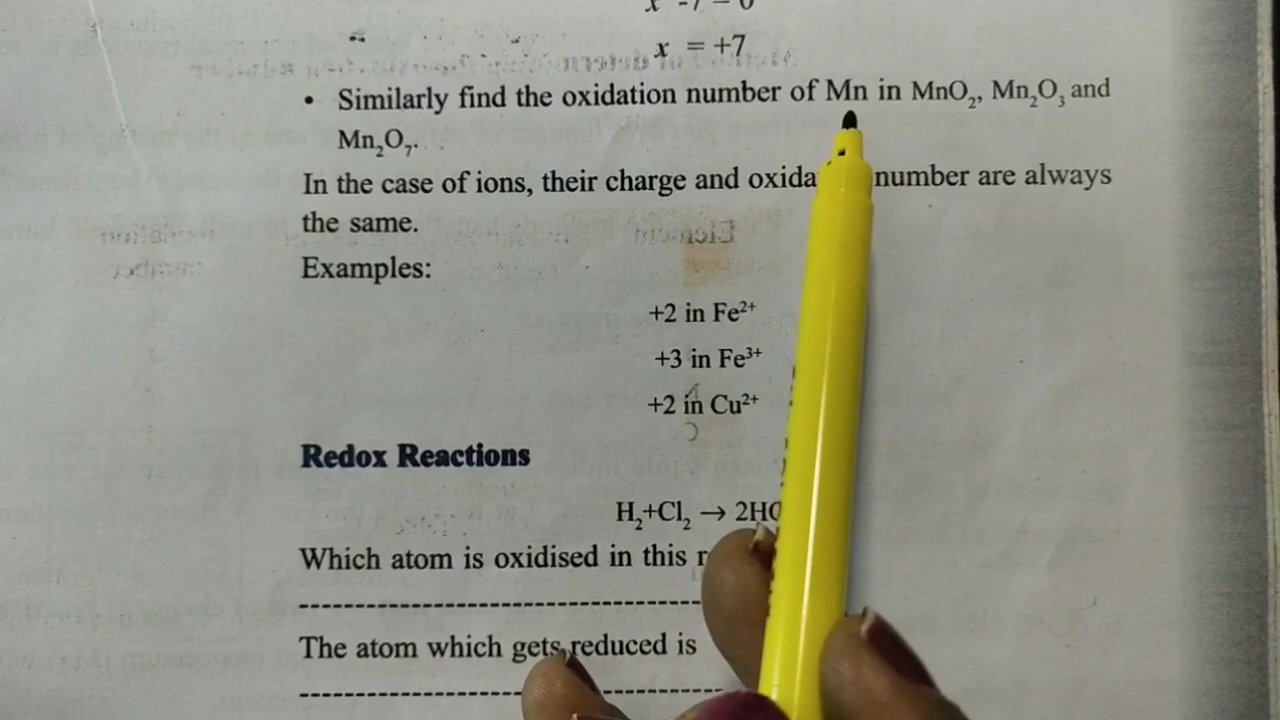 x = +7
• Similarly find the oxidation number of Mn in MnO₂, Mn₂O₃ and
Mn₂O₇.
In the case of ions, their charge and oxida number are always
the same.
Examples:
+2 in Fe²⁺
+3 in Fe³⁺
+2 in Cu²⁺
Redox Reactions
H₂+Cl₂ → 2HC
Which atom is oxidised in this r
The atom which gets reduced is